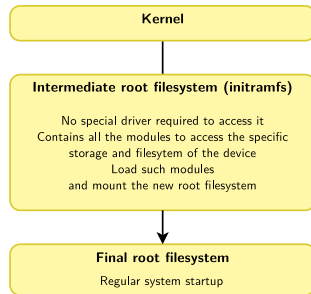 Kernel
Intermediate root filesystem (initramfs)
No special driver required to access it
Contains all the modules to access the specific
storage and filesytem of the device
Load such modules
and mount the new root filesystem
Final root filesystem
Regular system startup